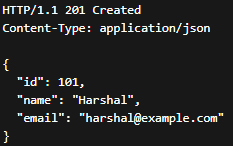 HTTP/1.1 201 Created
Content-Type: application/json

{
  "id": 101,
  "name": "Harshal",
  "email": "harshal@example.com"
}